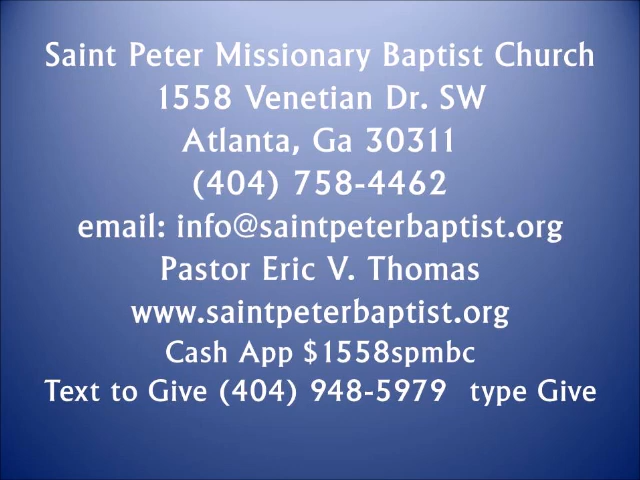 Saint Peter Missionary Baptist Church
1558 Venetian Dr. SW
Atlanta, Ga 30311
(404) 758-4462
email: info@saintpeterbaptist.org
Pastor Eric V. Thomas
www.saintpeterbaptist.org
Cash App $1558spmbc
Text to Give (404) 948-5979 type Give